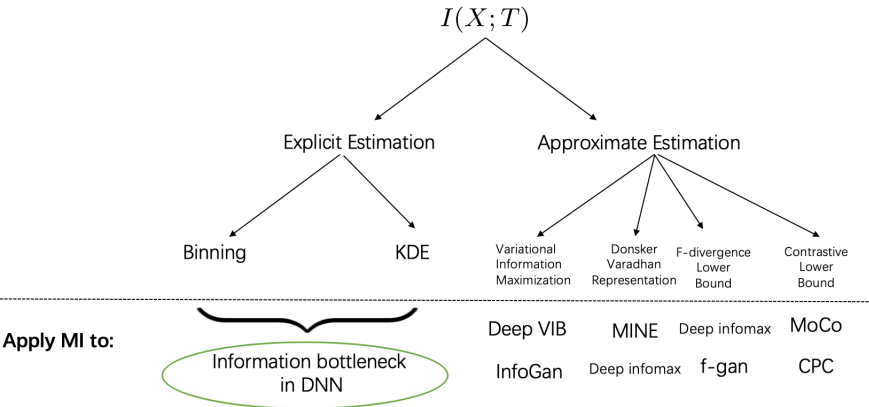 I(X;T)
Explicit Estimation
Approximate Estimation
Binning
KDE
Variational
Information
Maximization
Donsker
Varadhan
Representation
F-divergence
Lower
Bound
Contrastive
Lower
Bound
Apply MI to:
Information bottleneck
in DNN
Deep VIB
MINE
Deep infomax
MoCo
InfoGan
Deep infomax
f-gan
CPC